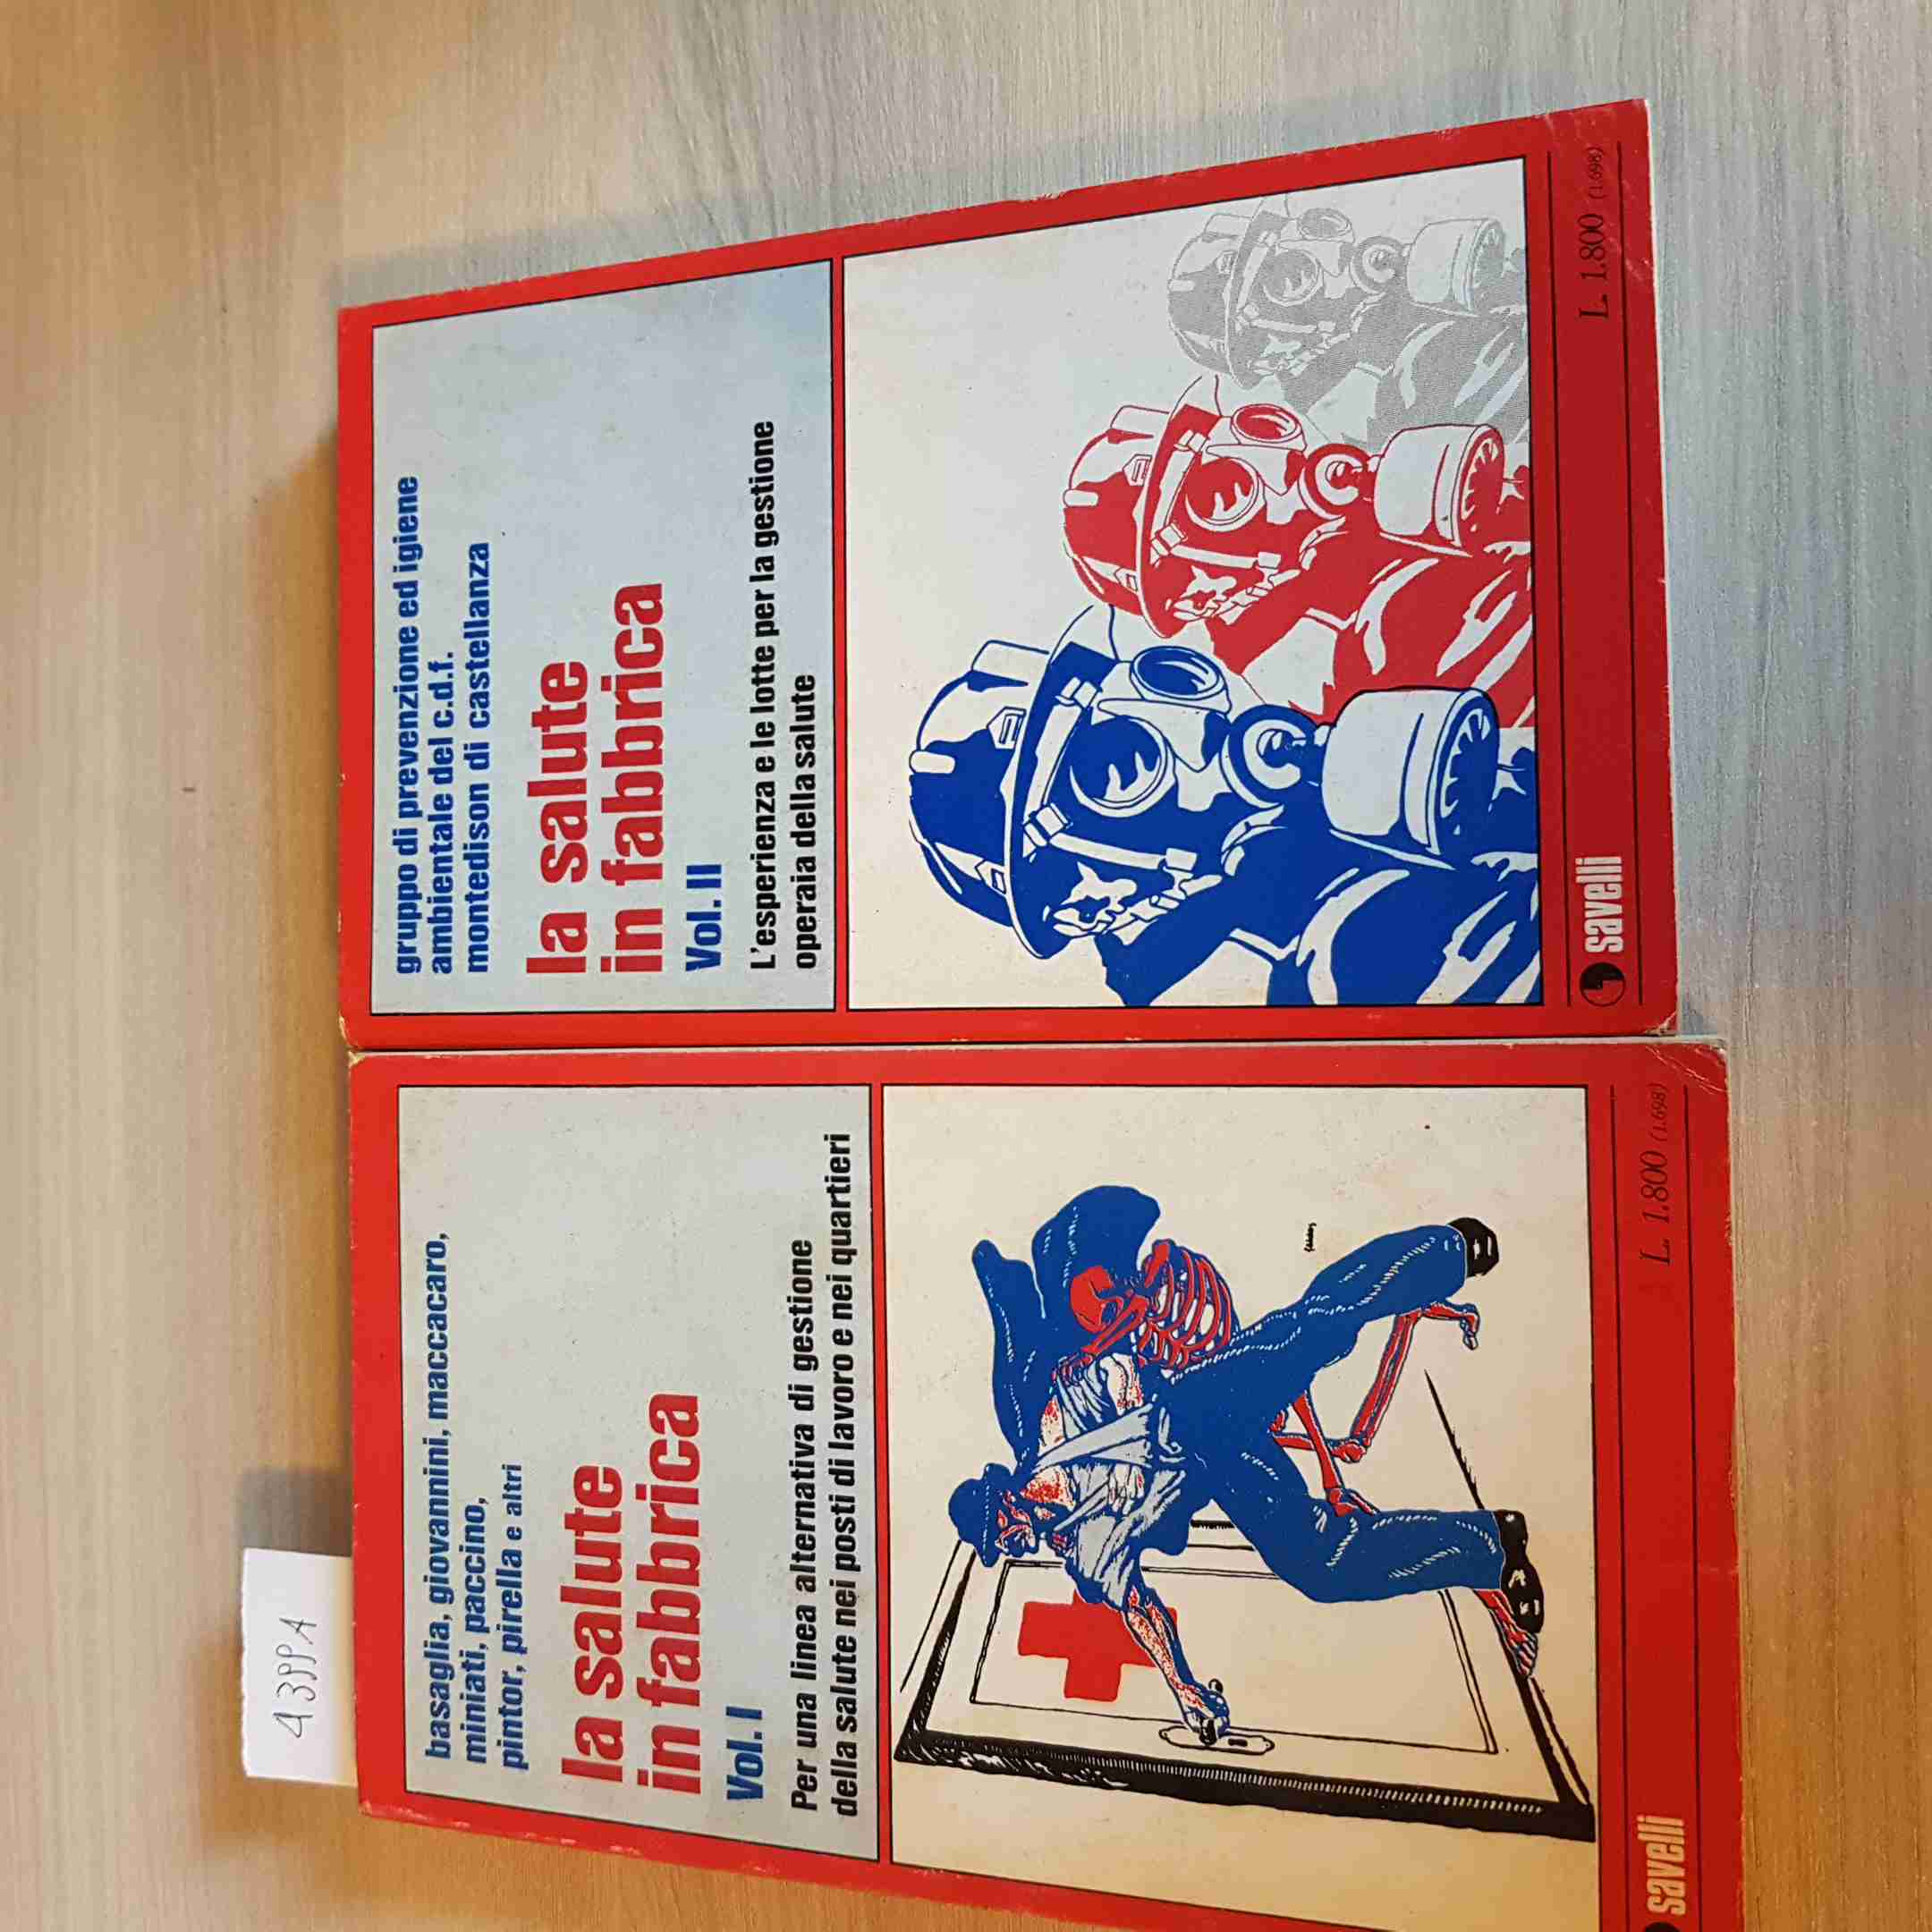 4399A
basaglia, giovannini, maccacaro,
miniati, paccino,
pintor, pirella e altri
la salute
in fabbrica
Vol. I
Per una linea alternativa di gestione
della salute nei posti di lavoro e nei quartieri
L. 1.800 (1.698)
savelli
gruppo di prevenzione ed igiene
ambientale del c.d.f.
montedison di castellanza
la salute
in fabbrica
Vol. II
L'esperienza e le lotte per la gestione
operaia della salute
L. 1.800 (1.698)
savelli